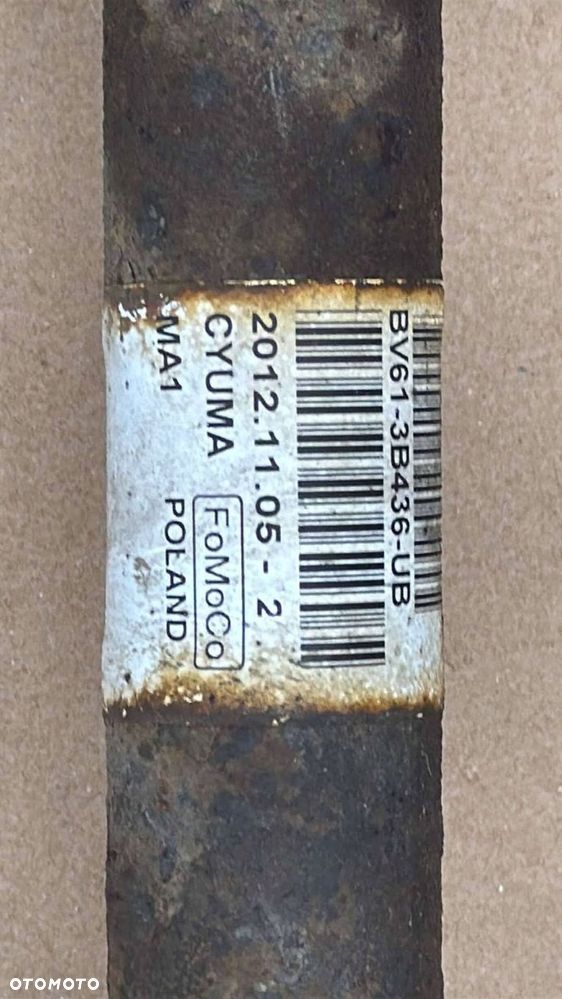 BV61-3B436-UB
2012.11.05 - 2
CYUMA FoMoCo
MA1 POLAND
OTOMOTO